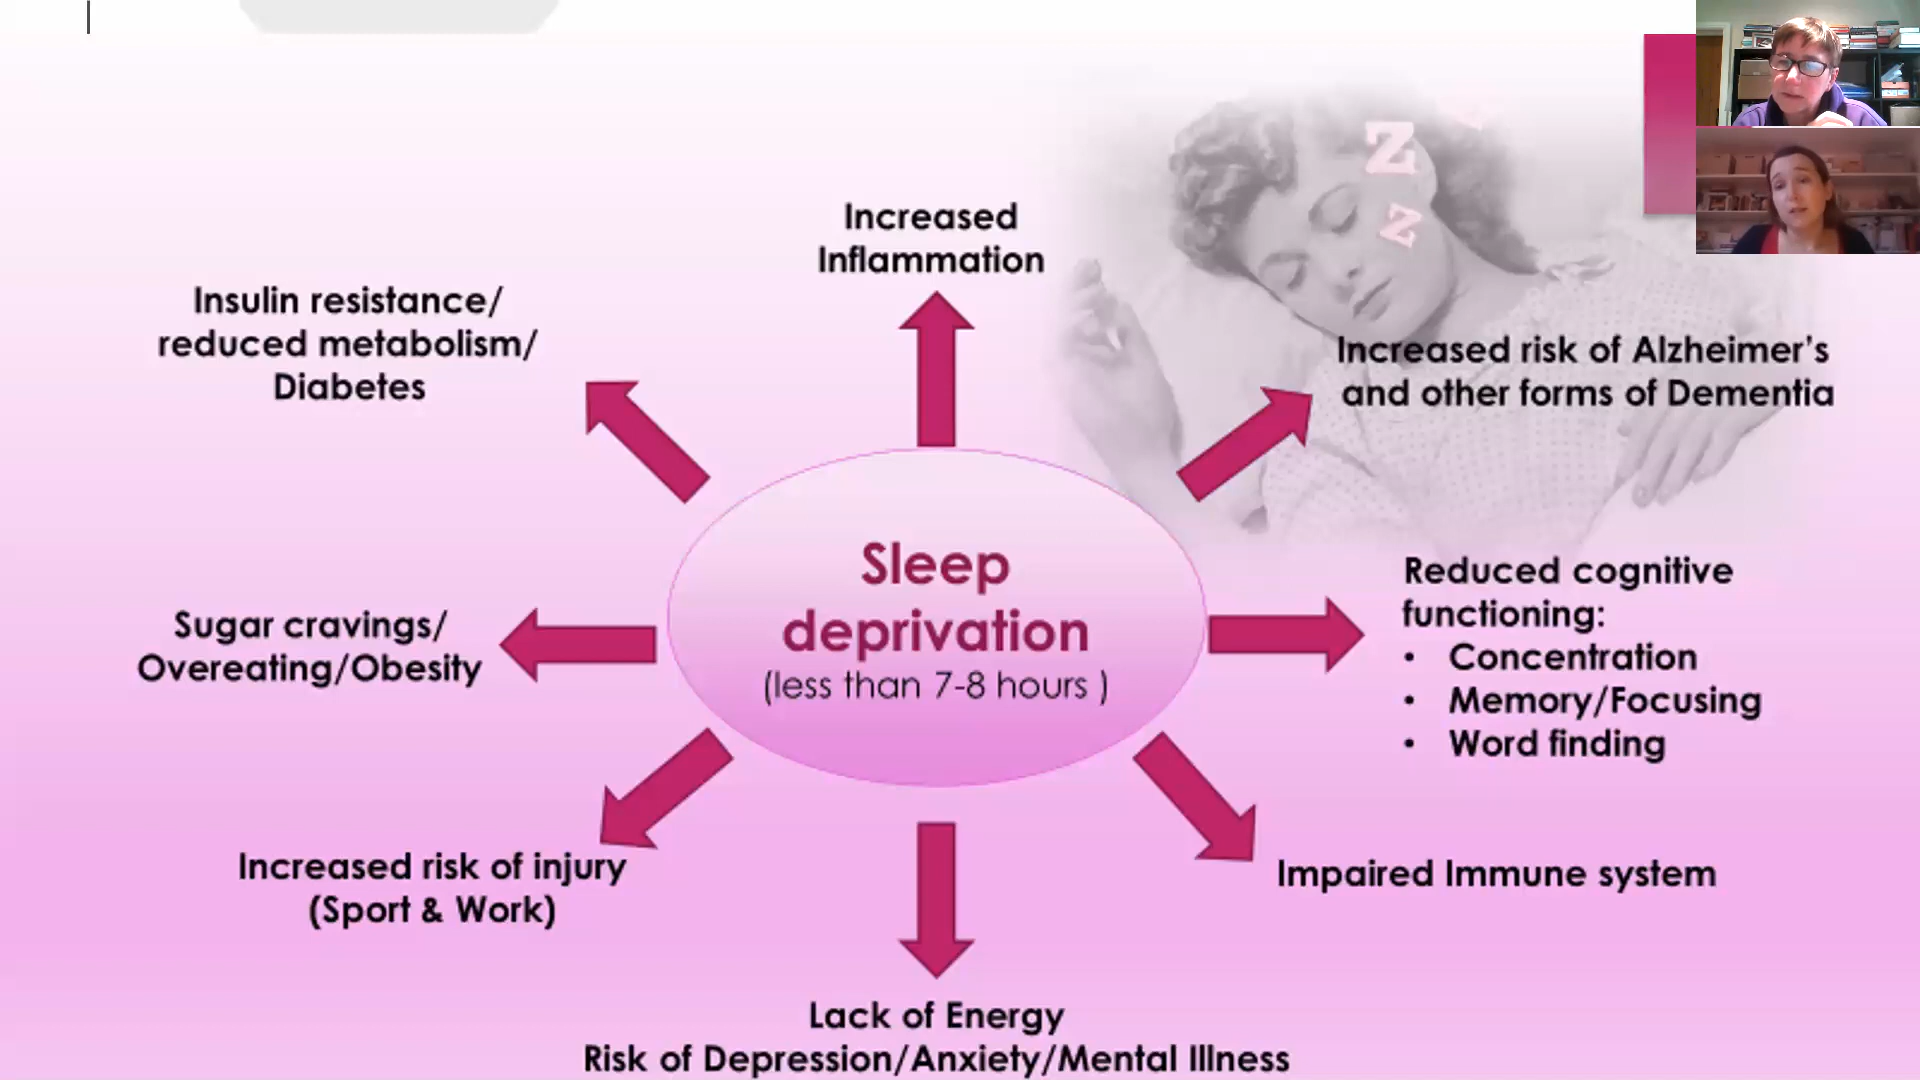 Z
Z
Increased
Inflammation
Insulin resistance/
reduced metabolism/
Diabetes
Increased risk of Alzheimer's
and other forms of Dementia
Sleep
deprivation
(less than 7-8 hours )
Reduced cognitive
functioning:
• Concentration
• Memory/Focusing
• Word finding
Sugar cravings/
Overeating/Obesity
Increased risk of injury
(Sport & Work)
Impaired Immune system
Lack of Energy
Risk of Depression/Anxiety/Mental Illness